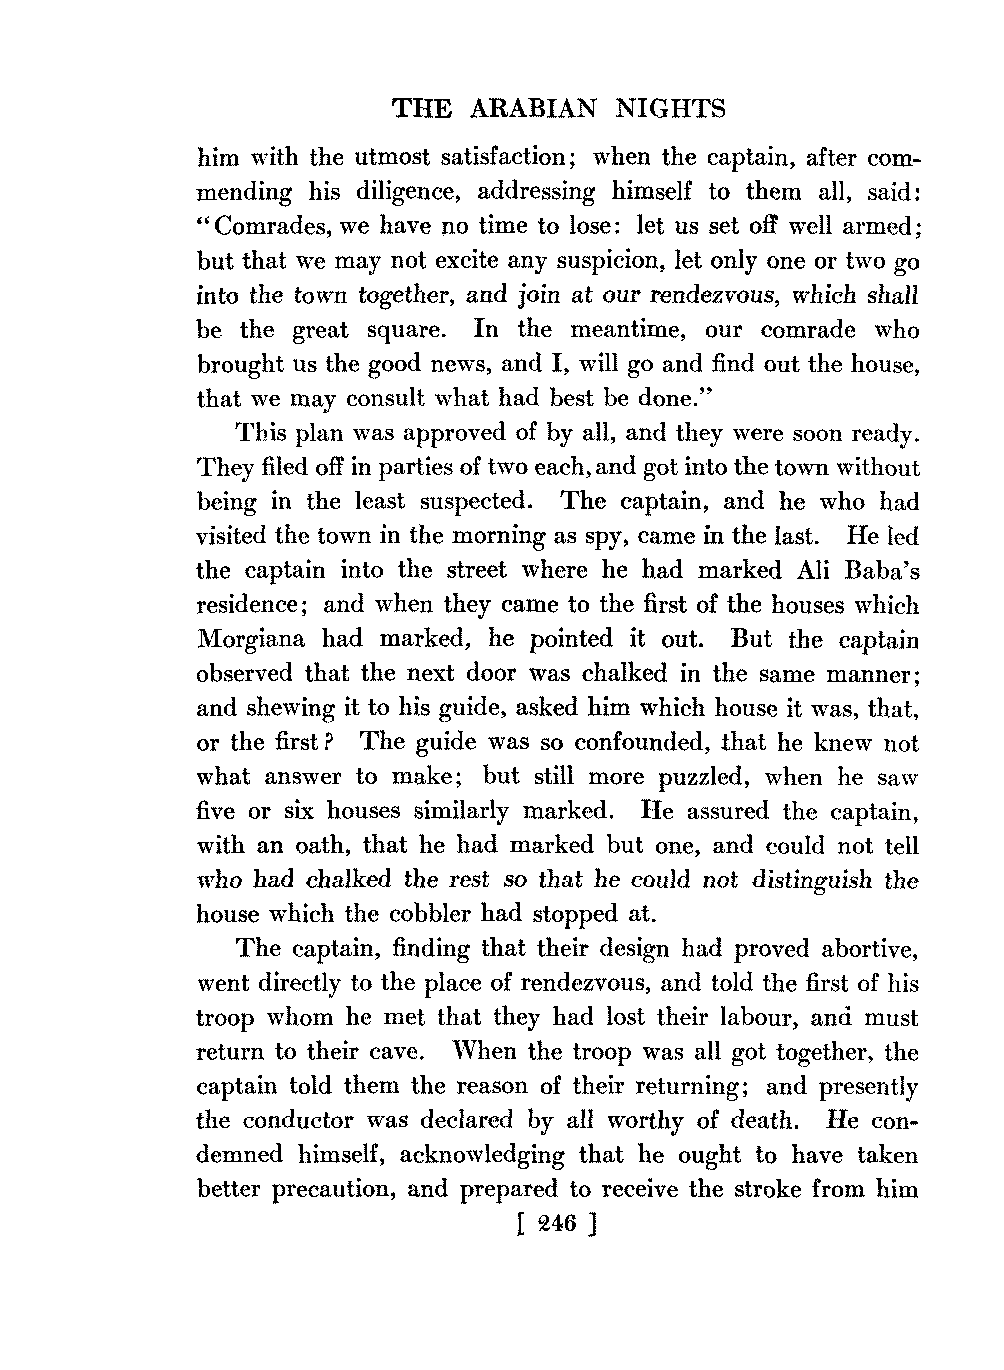 THE ARABIAN NIGHTS
him with the utmost satisfaction; when the captain, after com-
mending his diligence, addressing himself to them all, said:
“Comrades, we have no time to lose: let us set off well armed;
but that we may not excite any suspicion, let only one or two go
into the town together, and join at our rendezvous, which shall
be the great square. In the meantime, our comrade who
brought us the good news, and I, will go and find out the house,
that we may consult what had best be done.”
This plan was approved of by all, and they were soon ready.
They filed off in parties of two each, and got into the town without
being in the least suspected. The captain, and he who had
visited the town in the morning as spy, came in the last. He led
the captain into the street where he had marked Ali Baba’s
residence; and when they came to the first of the houses which
Morgiana had marked, he pointed it out. But the captain
observed that the next door was chalked in the same manner;
and shewing it to his guide, asked him which house it was, that,
or the first? The guide was so confounded, that he knew not
what answer to make; but still more puzzled, when he saw
five or six houses similarly marked. He assured the captain,
with an oath, that he had marked but one, and could not tell
who had chalked the rest so that he could not distinguish the
house which the cobbler had stopped at.
The captain, finding that their design had proved abortive,
went directly to the place of rendezvous, and told the first of his
troop whom he met that they had lost their labour, and must
return to their cave. When the troop was all got together, the
captain told them the reason of their returning; and presently
the conductor was declared by all worthy of death. He con-
demned himself, acknowledging that he ought to have taken
better precaution, and prepared to receive the stroke from him
[ 246 ]